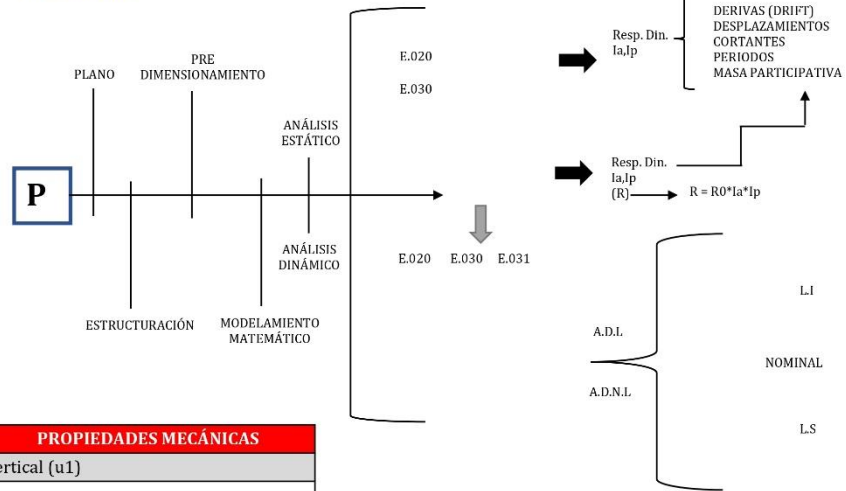 P
PLANO
PRE
DIMENSIONAMIENTO
ANÁLISIS
ESTÁTICO
ANÁLISIS
DINÁMICO
ESTRUCTURACIÓN
MODELAMIENTO
MATEMÁTICO
E.020
E.030
E.020 E.030 E.031
Resp. Din.
Ia,Ip
DERIVAS (DRIFT)
DESPLAZAMIENTOS
CORTANTES
PERIODOS
MASA PARTICIPATIVA
Resp. Din.
Ia,Ip
(R)
R = R0*Ia*Ip
A.D.L
A.D.N.L
L.I
NOMINAL
L.S
PROPIEDADES MECÁNICAS
ertical (u1)